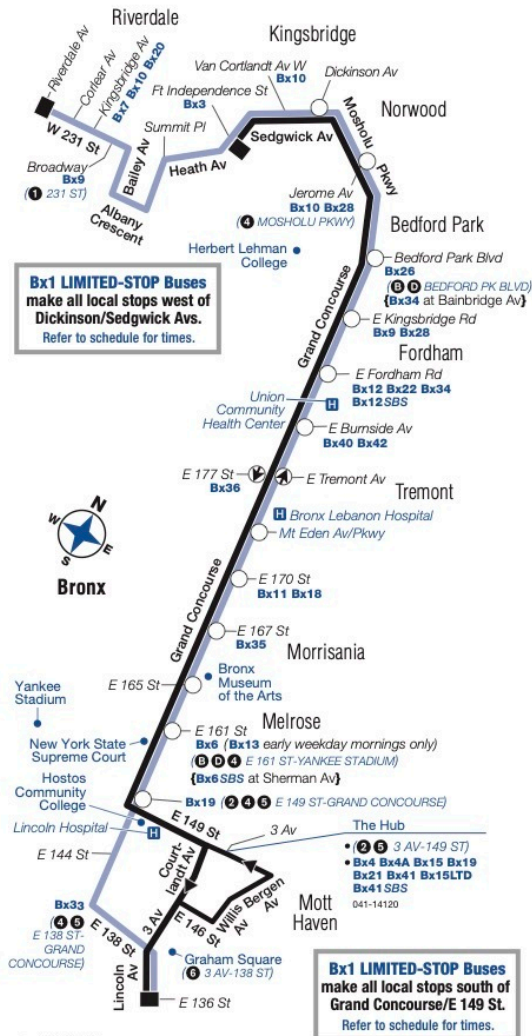 Riverdale
Kingsbridge
Riverdale Av
Corlear Av
Kingsbridge Av
Bx7 Bx10 Bx20
Van Cortlandt Av W
Bx10
Dickinson Av
Ft Independence St
Bx3
Norwood
W 231 St
Summit Pl
Sedgwick Av
Mosholu
Pkwy
Broadway
Bx9
(1 231 ST)
Bailey Av
Heath Av
Albany
Crescent
Jerome Av
Bx10 Bx28
(4 MOSHOLU PKWY)
Bedford Park
Herbert Lehman
College
Bedford Park Blvd
Bx26
(B D BEDFORD PK BLVD)
{Bx34 at Bainbridge Av}
Bx1 LIMITED-STOP Buses
make all local stops west of
Dickinson/Sedgwick Avs.
Refer to schedule for times.
Grand Concourse
E Kingsbridge Rd
Bx9 Bx28
Fordham
E Fordham Rd
Bx12 Bx22 Bx34
Bx12SBS
Union
Community
Health Center
H
E Burnside Av
Bx40 Bx42
E 177 St
Bx36
E Tremont Av
Tremont
H Bronx Lebanon Hospital
Mt Eden Av/Pkwy
N
W
E
S
Bronx
E 170 St
Bx11 Bx18
Grand Concourse
E 167 St
Bx35
Morrisania
E 165 St
Bronx
Museum
of the Arts
Yankee
Stadium
E 161 St
Melrose
Bx6 (Bx13 early weekday mornings only)
(B D 4 E 161 ST-YANKEE STADIUM)
{Bx6SBS at Sherman Av}
New York State
Supreme Court
Hostos
Community
College
Bx19 (2 4 5 E 149 ST-GRAND CONCOURSE)
Lincoln Hospital
H
E 149 St
3 Av
The Hub
• (2 5 3 AV-149 ST)
• Bx4 Bx4A Bx15 Bx19
Bx21 Bx41 Bx15LTD
Bx41SBS
041-14120
E 144 St
Court-
landt Av
Willis
Av
Bergen
Av
E 146 St
Mott
Haven
Bx33
(4 5
E 138 ST-
GRAND
CONCOURSE)
E 138 St
3 Av
Lincoln
Av
Graham Square
(6 3 AV-138 ST)
E 136 St
Bx1 LIMITED-STOP Buses
make all local stops south of
Grand Concourse/E 149 St.
Refer to schedule for times.